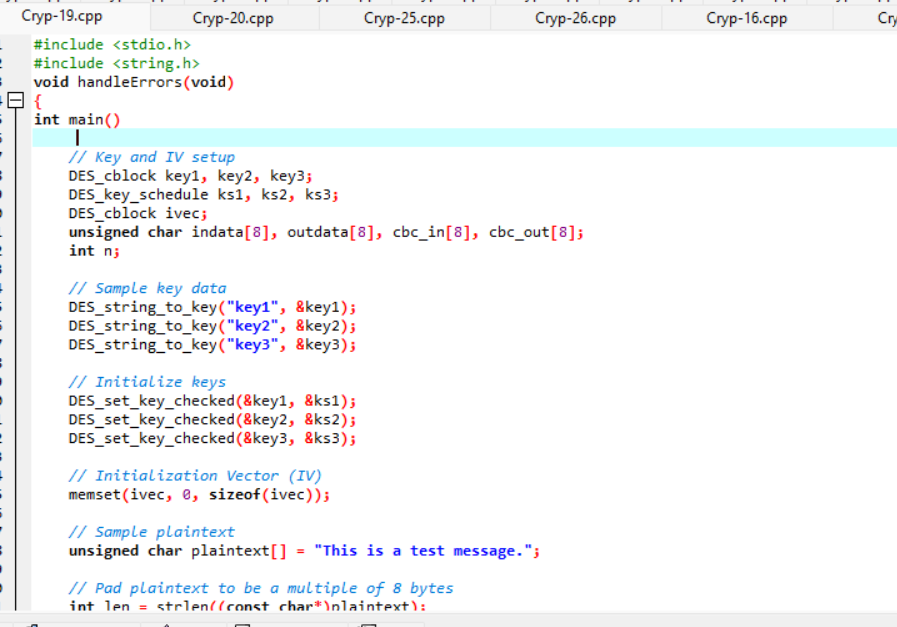 Cryp-19.cpp Cryp-20.cpp Cryp-25.cpp Cryp-26.cpp Cryp-16.cpp
#include <stdio.h>
#include <string.h>
void handleErrors(void)
{
int main()
// Key and IV setup
DES_cblock key1, key2, key3;
DES_key_schedule ks1, ks2, ks3;
DES_cblock ivec;
unsigned char indata[8], outdata[8], cbc_in[8], cbc_out[8];
int n;
// Sample key data
DES_string_to_key("key1", &key1);
DES_string_to_key("key2", &key2);
DES_string_to_key("key3", &key3);
// Initialize keys
DES_set_key_checked(&key1, &ks1);
DES_set_key_checked(&key2, &ks2);
DES_set_key_checked(&key3, &ks3);
// Initialization Vector (IV)
memset(ivec, 0, sizeof(ivec));
// Sample plaintext
unsigned char plaintext[] = "This is a test message.";
// Pad plaintext to be a multiple of 8 bytes
int len = strlen((const char*)plaintext);